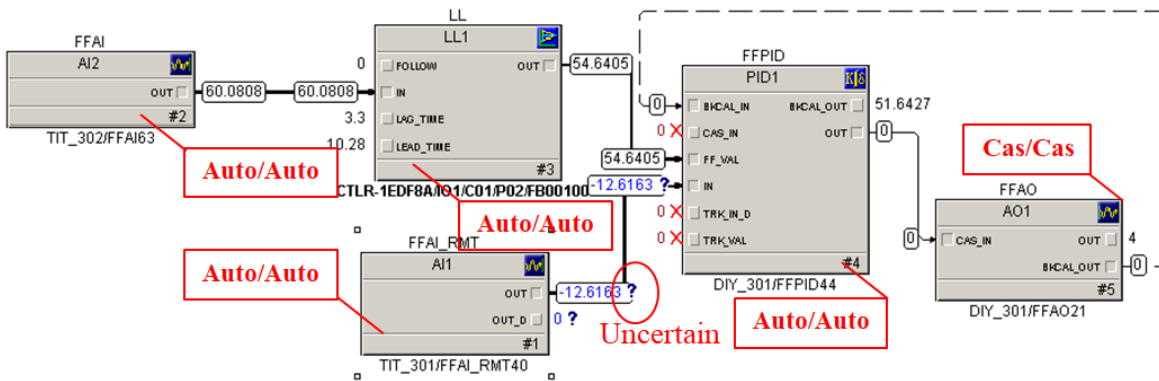 FFAI
AI2
OUT
#2
TIT_302/FFAI63
Auto/Auto
60.0808
60.0808
LL
LL1
0
FOLLOW
OUT
IN
3.3
LAG_TIME
10.28
LEAD_TIME
#3
CTLR-1EDF8A/IO1/C01/P02/FB00100
Auto/Auto
54.6405
54.6405
-12.6163 ?
FFAI_RMT
AI1
OUT
-12.6163 ?
OUT_D
0 ?
#1
TIT_301/FFAI_RMT40
Auto/Auto
Uncertain
FFPID
PID1
0
BKCAL_IN
BKCAL_OUT
51.6427
0
CAS_IN
OUT
0
FF_VAL
IN
0
TRK_IN_D
0
TRK_VAL
#4
DIY_301/FFPID44
Auto/Auto
Cas/Cas
FFAO
AO1
0
CAS_IN
OUT
4
BKCAL_OUT
0
#5
DIY_301/FFAO21